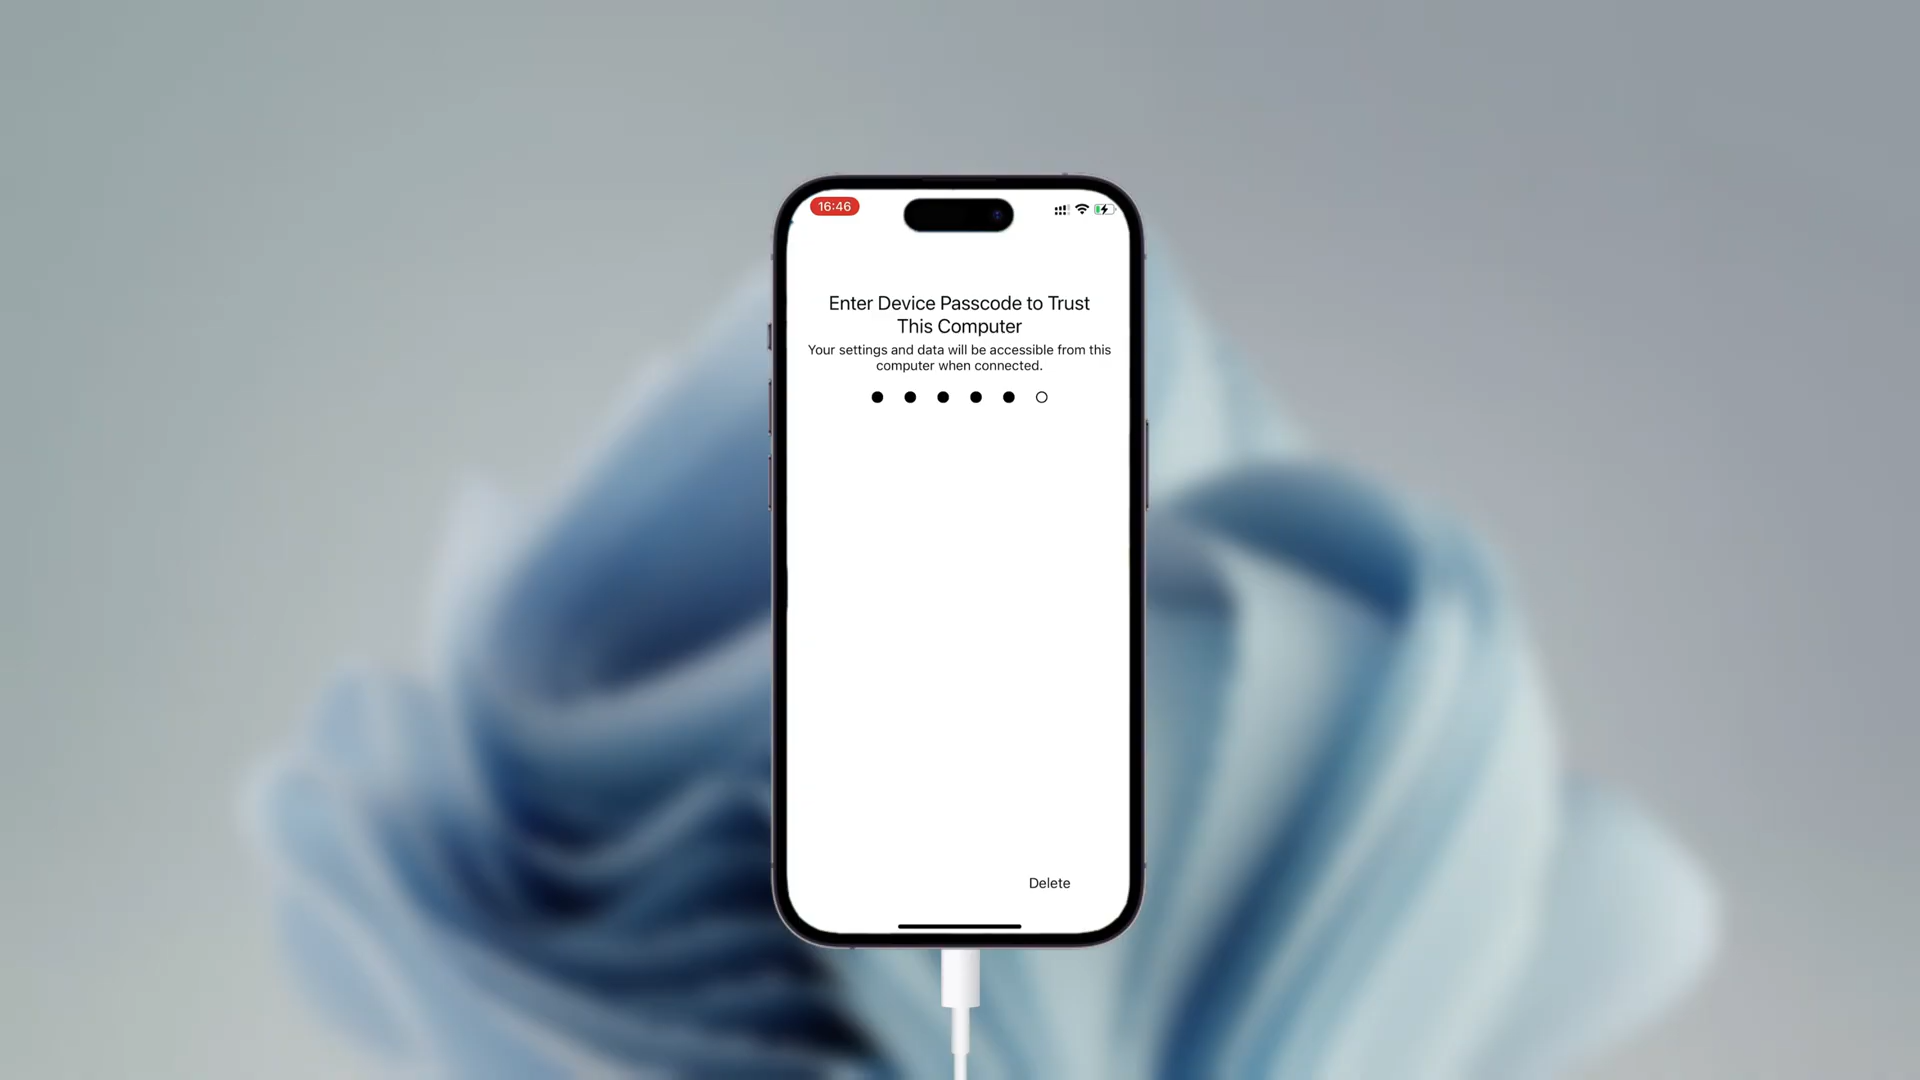 16:46
Enter Device Passcode to Trust
This Computer
Your settings and data will be accessible from this
computer when connected.
Delete